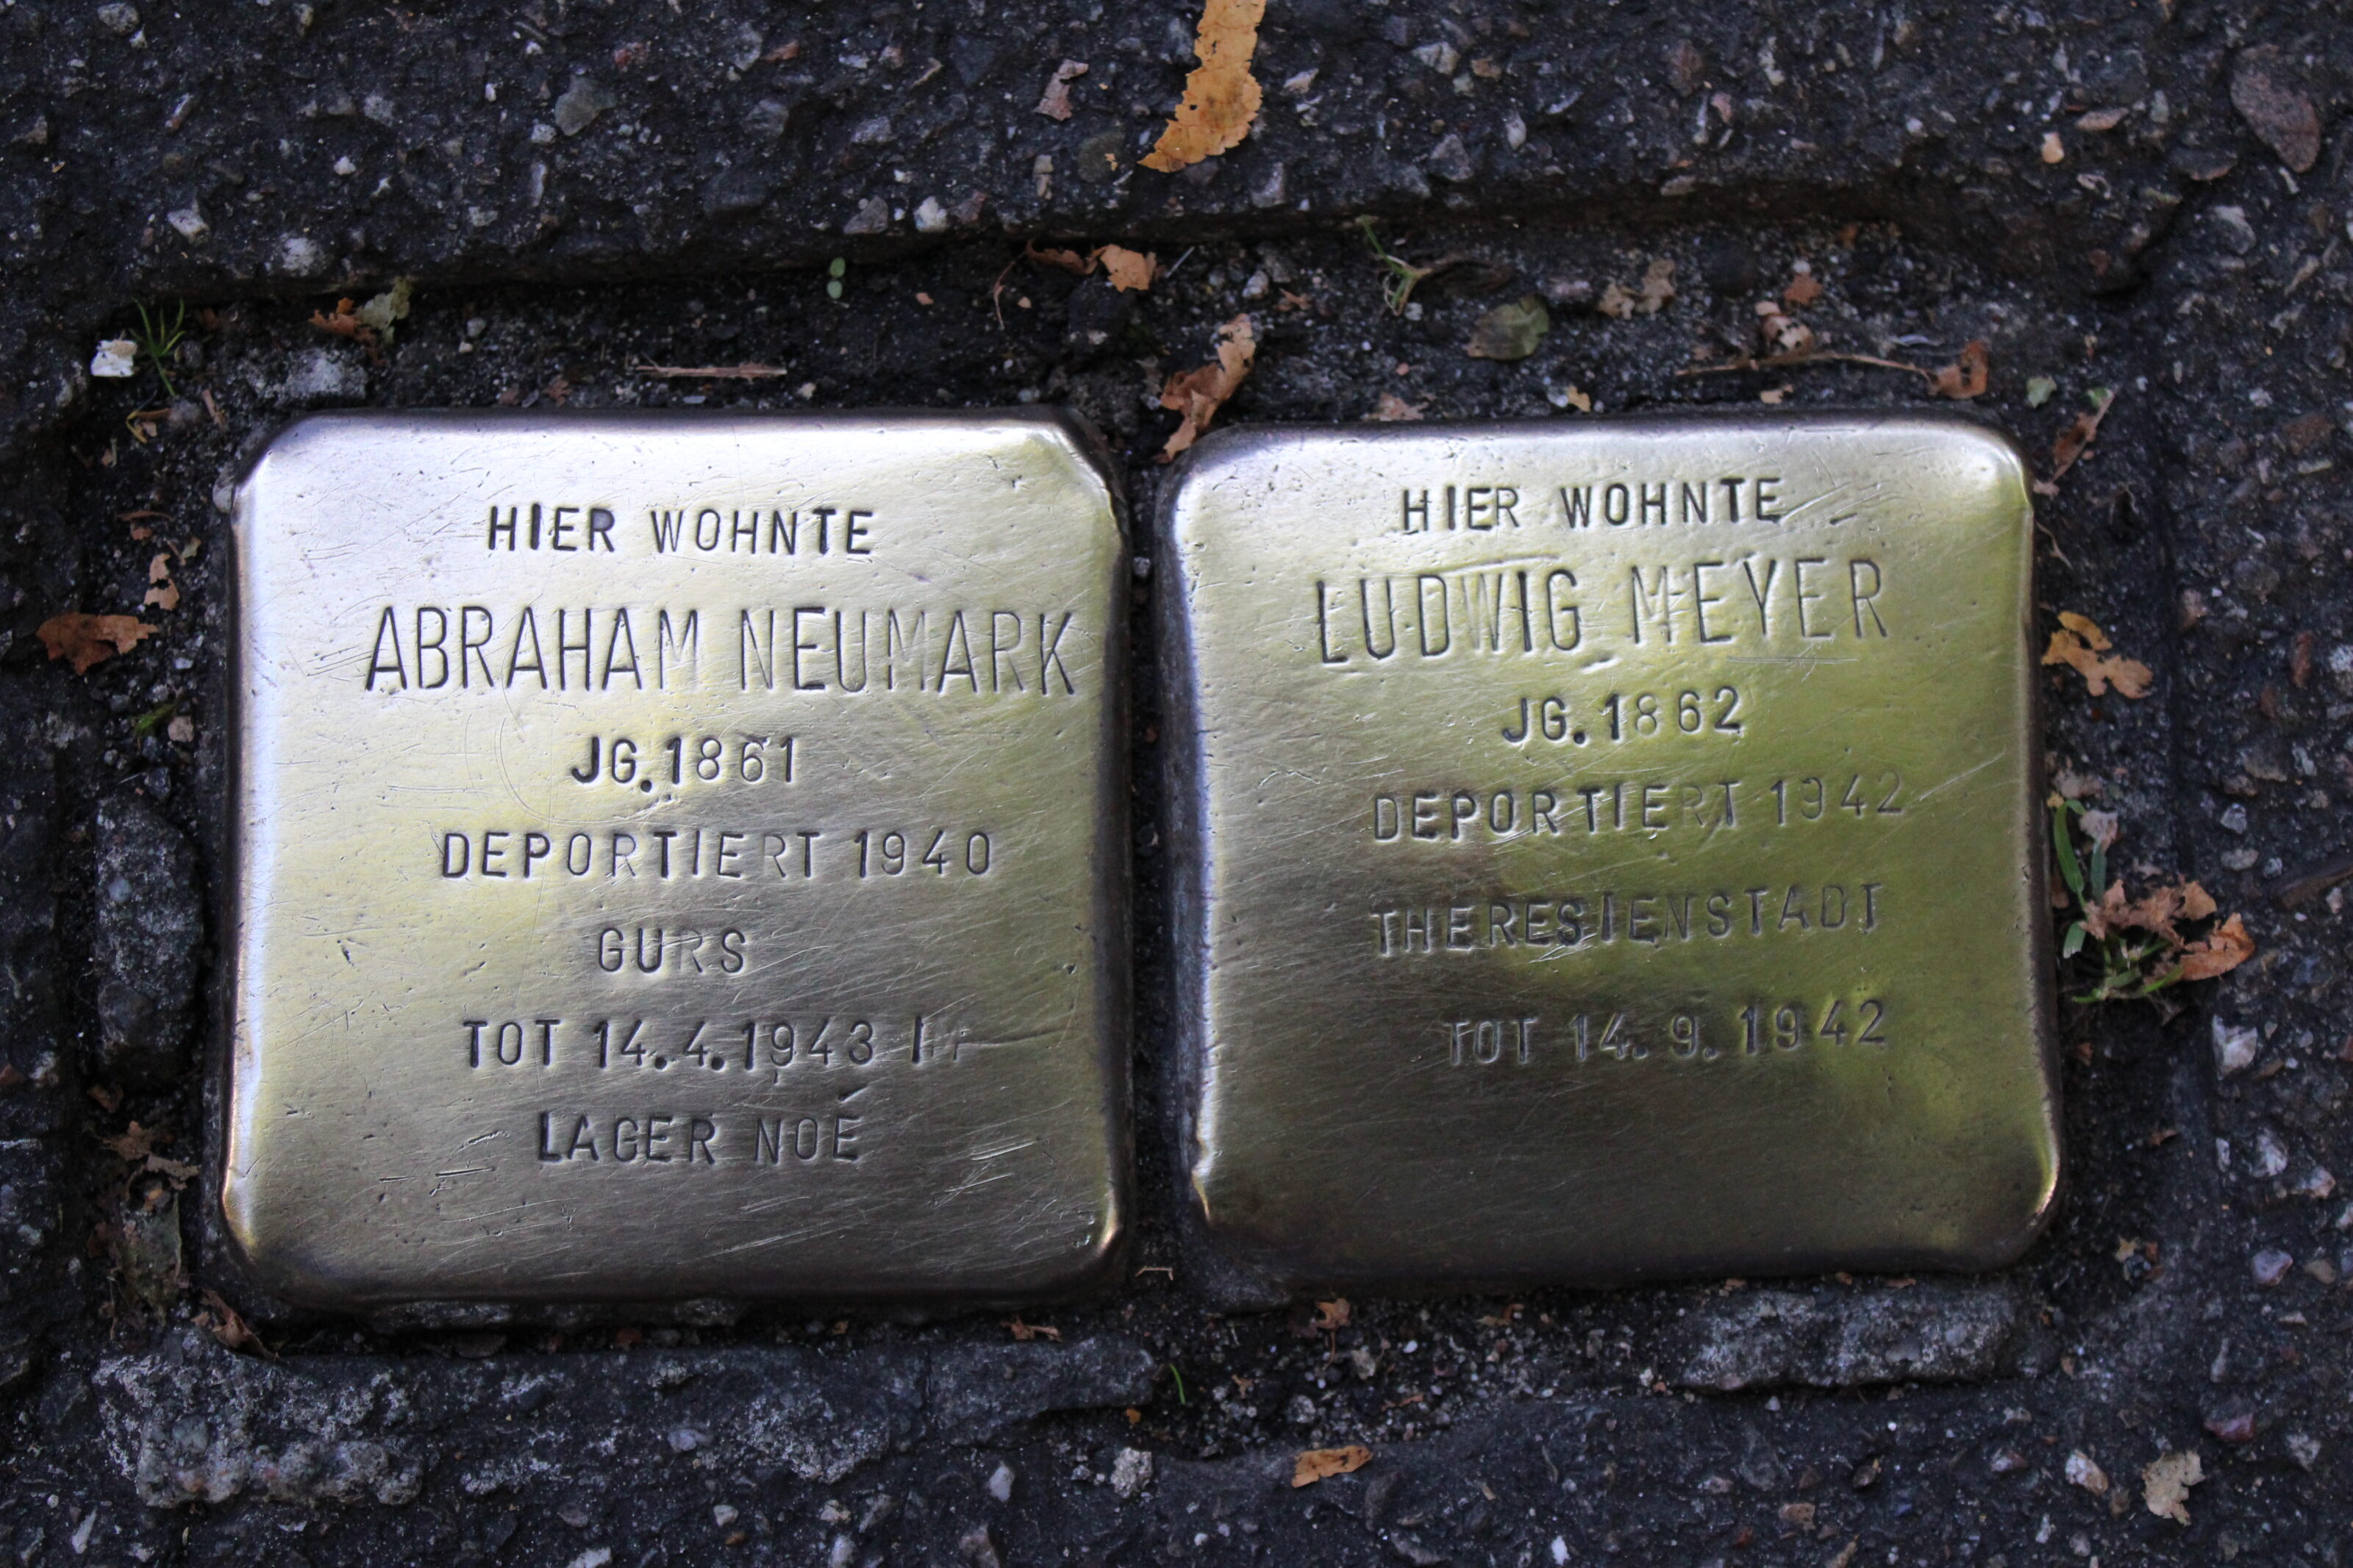 HIER WOHNTE
ABRAHAM NEUMARK
JG. 1861
DEPORTIERT 1940
GURS
TOT 14.4.1943 IM
LAGER NOÉ
HIER WOHNTE
LUDWIG MEYER
JG. 1862
DEPORTIERT 1942
THERESIENSTADT
TOT 14. 9. 1942